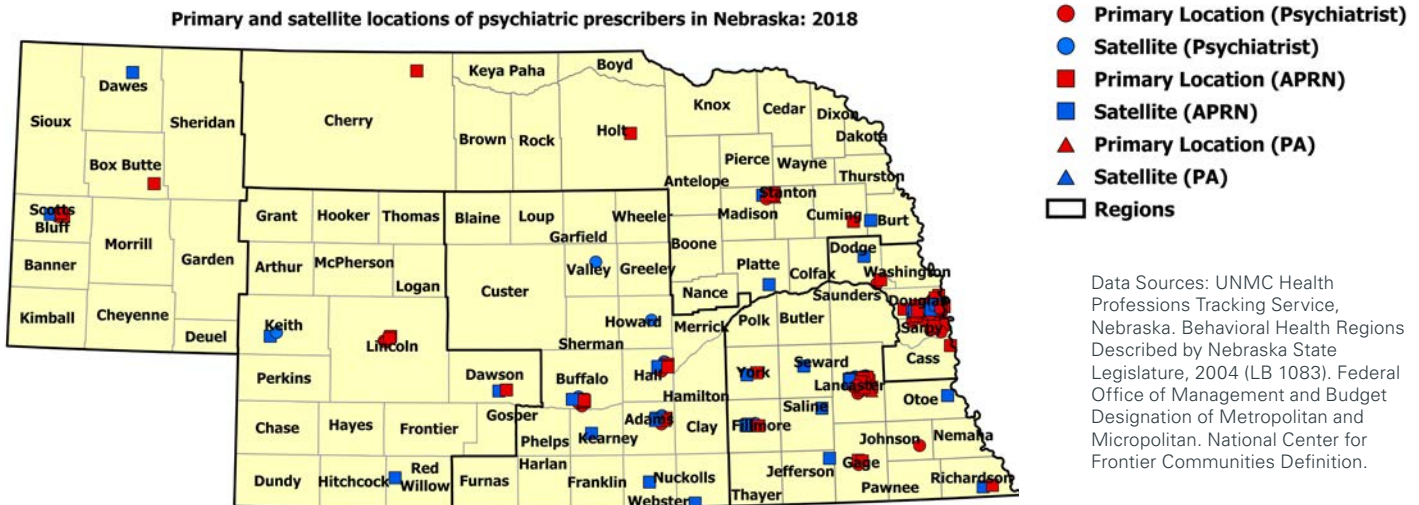 Primary and satellite locations of psychiatric prescribers in Nebraska: 2018
Primary Location (Psychiatrist)
Satellite (Psychiatrist)
Primary Location (APRN)
Satellite (APRN)
Primary Location (PA)
Satellite (PA)
Regions
Dawes
Sioux
Sheridan
Box Butte
Scotts
Bluff
Morrill
Garden
Banner
Kimball
Cheyenne
Deuel
Cherry
Keya Paha
Boyd
Brown
Rock
Holt
Knox
Cedar
Dixon
Dakota
Pierce
Wayne
Thurston
Antelope
Stanton
Madison
Cuming
Burt
Boone
Platte
Colfax
Dodge
Washington
Nance
Grant
Hooker
Thomas
Blaine
Loup
Wheeler
Garfield
Arthur
McPherson
Logan
Custer
Valley
Greeley
Keith
Lincoln
Howard
Sherman
Merrick
Polk
Butler
Saunders
Douglas
Sarpy
Cass
Perkins
Dawson
Buffalo
Hall
Hamilton
York
Seward
Lancaster
Otoe
Chase
Hayes
Frontier
Gosper
Phelps
Kearney
Adams
Clay
Fillmore
Saline
Johnson
Nemaha
Dundy
Hitchcock
Red
Willow
Furnas
Harlan
Franklin
Webster
Nuckolls
Thayer
Jefferson
Gage
Pawnee
Richardson
Data Sources: UNMC Health
Professions Tracking Service,
Nebraska. Behavioral Health Regions
Described by Nebraska State
Legislature, 2004 (LB 1083). Federal
Office of Management and Budget
Designation of Metropolitan and
Micropolitan. National Center for
Frontier Communities Definition.